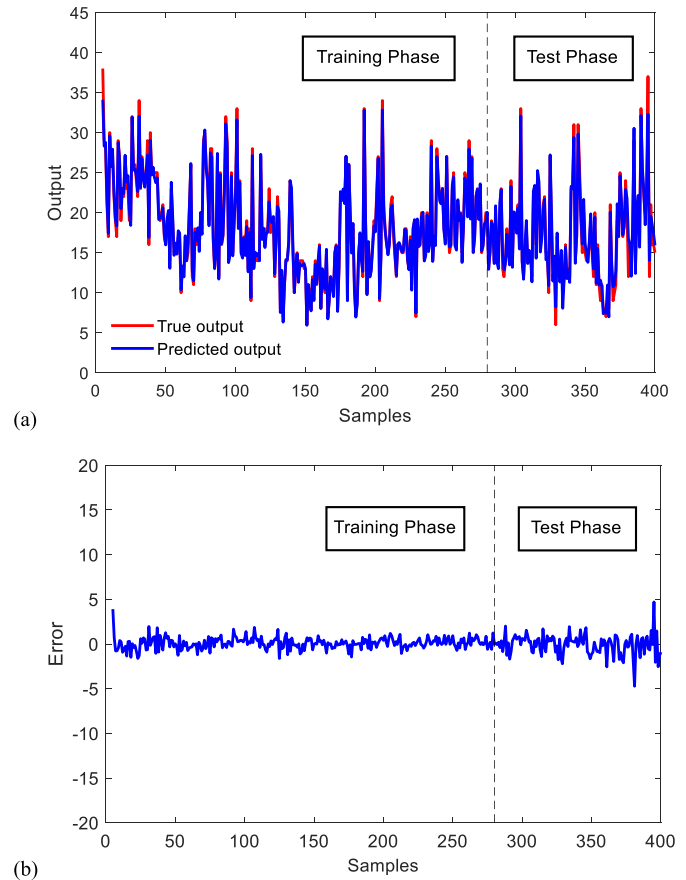 45
40
35
30
25
20
15
10
5
0
Output
Training Phase
Test Phase
True output
Predicted output
0 50 100 150 200 250 300 350 400
Samples
(a)
20
15
10
5
0
-5
-10
-15
-20
Error
Training Phase
Test Phase
0 50 100 150 200 250 300 350 400
Samples
(b)